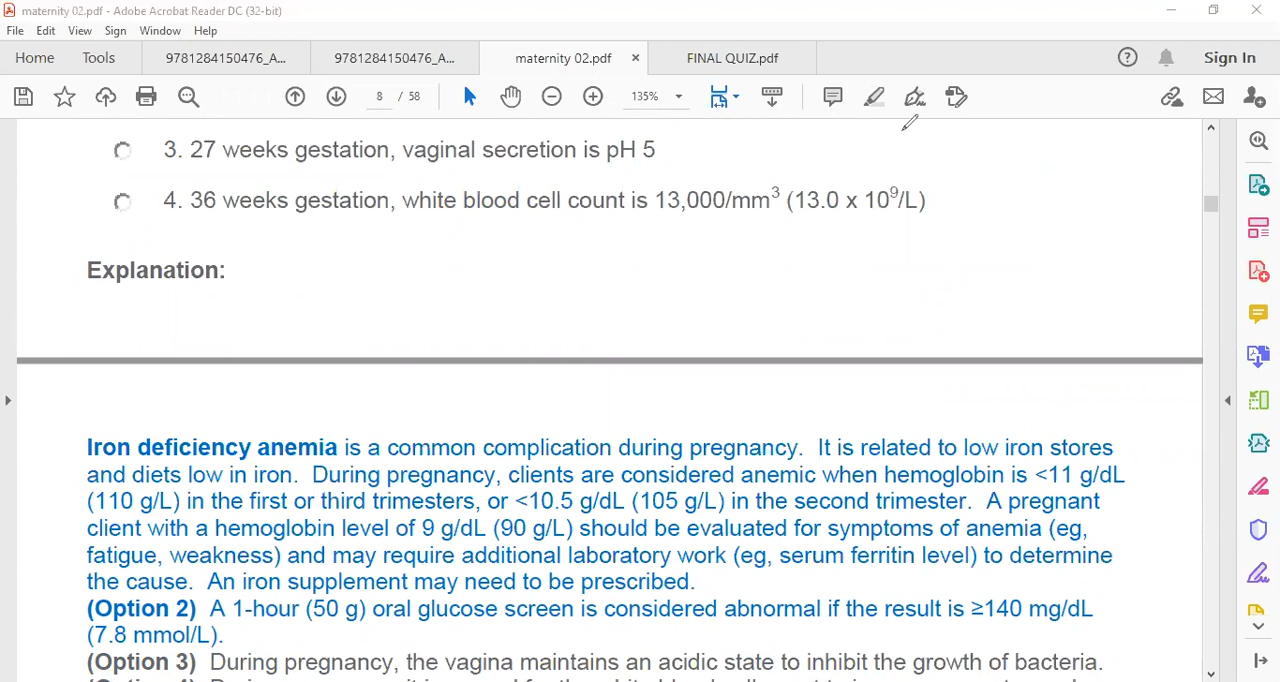 maternity 02.pdf - Adobe Acrobat Reader DC (32-bit)
File Edit View Sign Window Help
Home Tools 9781284150476_A... 9781284150476_A... maternity 02.pdf × FINAL QUIZ.pdf Sign In
8 / 58 135%
3. 27 weeks gestation, vaginal secretion is pH 5
4. 36 weeks gestation, white blood cell count is 13,000/mm³ (13.0 x 10⁹/L)
Explanation:
Iron deficiency anemia is a common complication during pregnancy. It is related to low iron stores
and diets low in iron. During pregnancy, clients are considered anemic when hemoglobin is <11 g/dL
(110 g/L) in the first or third trimesters, or <10.5 g/dL (105 g/L) in the second trimester. A pregnant
client with a hemoglobin level of 9 g/dL (90 g/L) should be evaluated for symptoms of anemia (eg,
fatigue, weakness) and may require additional laboratory work (eg, serum ferritin level) to determine
the cause. An iron supplement may need to be prescribed.
(Option 2) A 1-hour (50 g) oral glucose screen is considered abnormal if the result is ≥140 mg/dL
(7.8 mmol/L).
(Option 3) During pregnancy, the vagina maintains an acidic state to inhibit the growth of bacteria.